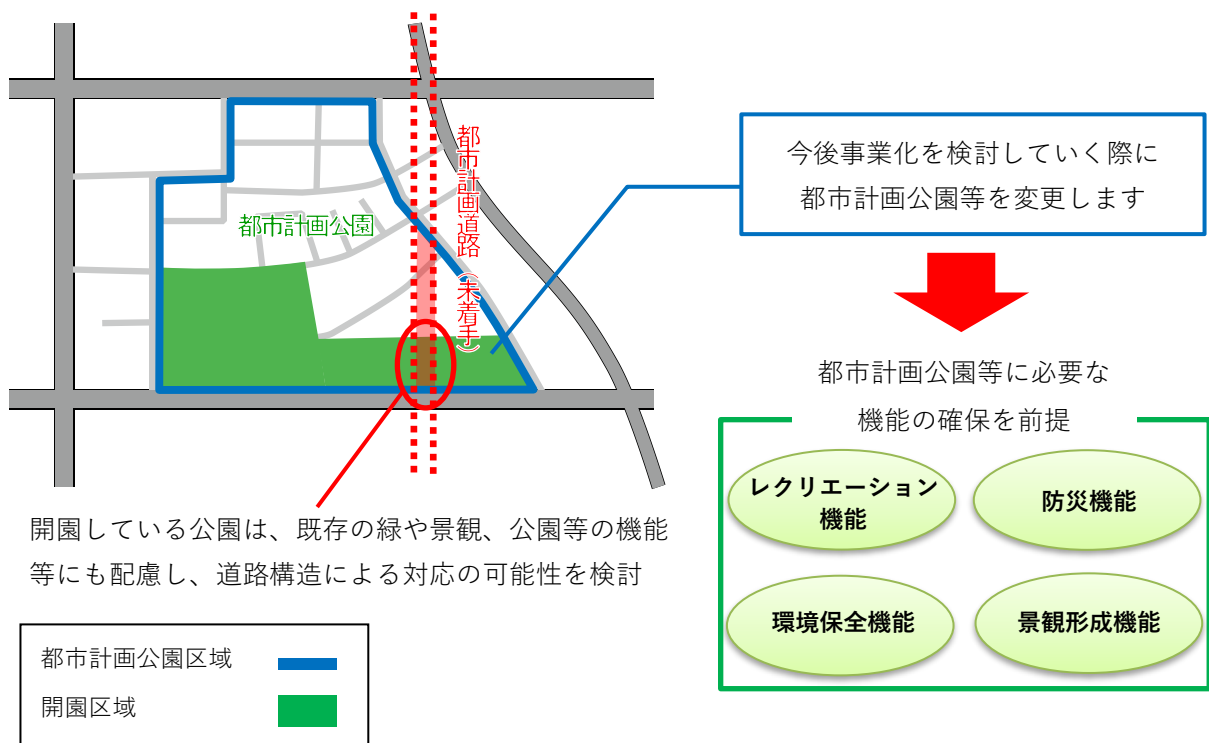 都市計画公園
都市計画道路（未着手）
今後事業化を検討していく際に
都市計画公園等を変更します
都市計画公園等に必要な
機能の確保を前提
レクリエーション
機能
防災機能
環境保全機能
景観形成機能
開園している公園は、既存の緑や景観、公園等の機能
等にも配慮し、道路構造による対応の可能性を検討
都市計画公園区域
開園区域